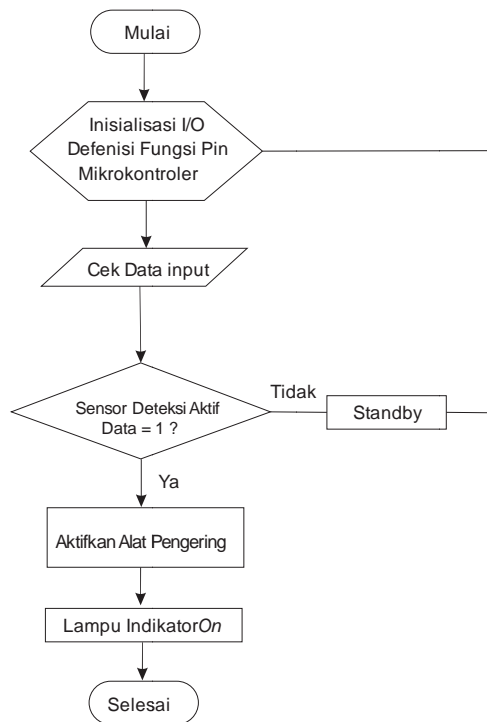 Mulai
Inisialisasi I/O
Defenisi Fungsi Pin
Mikrokontroler
Cek Data input
Sensor Deteksi Aktif
Data = 1 ?
Tidak
Standby
Ya
Aktifkan Alat Pengering
Lampu IndikatorOn
Selesai